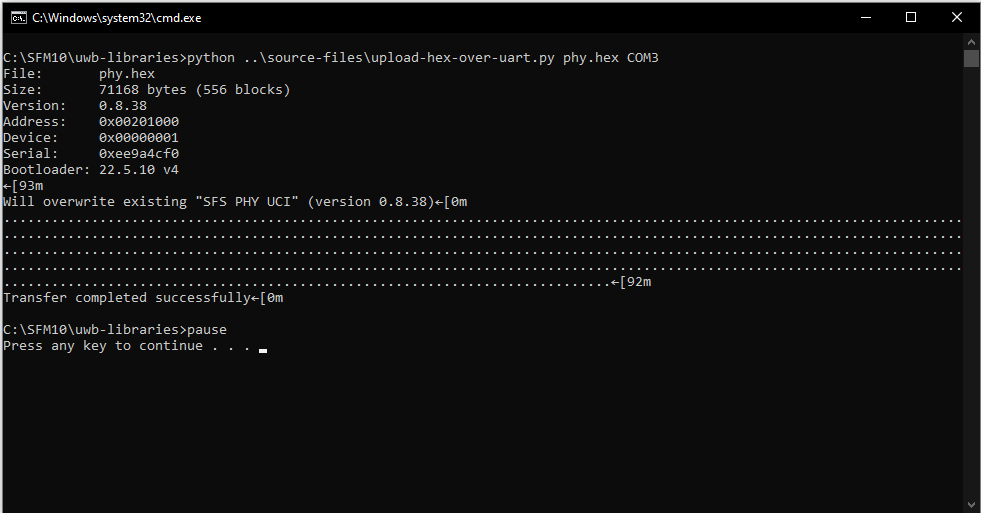 C:\Windows\system32\cmd.exe
C:\SFM10\uwb-libraries>python ..\source-files\upload-hex-over-uart.py phy.hex COM3
File:       phy.hex
Size:       71168 bytes (556 blocks)
Version:    0.8.38
Address:    0x00201000
Device:     0x00000001
Serial:     0xee9a4cf0
Bootloader: 22.5.10 v4
←[93m
Will overwrite existing "SFS PHY UCI" (version 0.8.38)←[0m
........................................................................................................................
........................................................................................................................
........................................................................................................................
........................................................................................................................
............................................................................←[92m
Transfer completed successfully←[0m
C:\SFM10\uwb-libraries>pause
Press any key to continue . . .